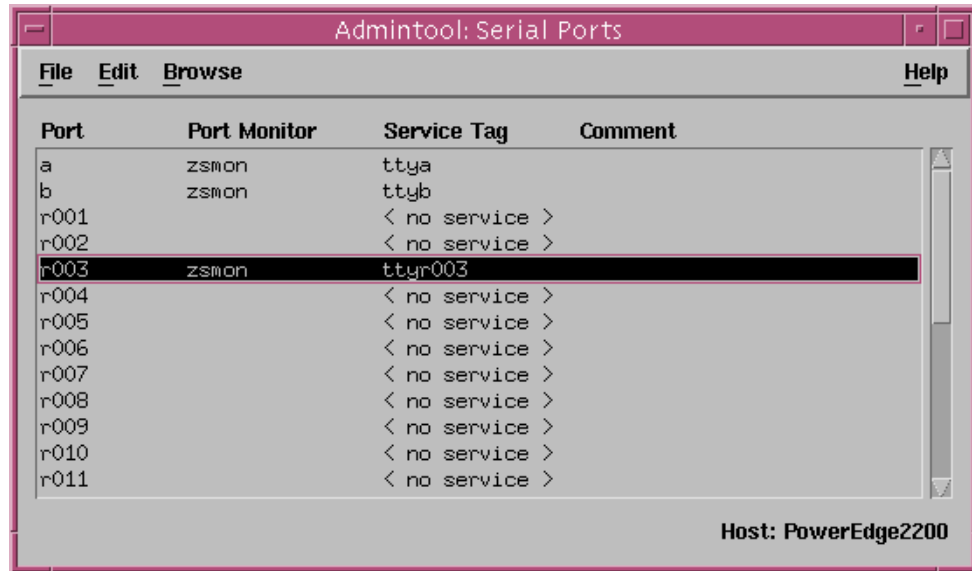 Admintool: Serial Ports
File Edit Browse Help
Port Port Monitor Service Tag Comment
a zsmon ttya
b zsmon ttyb
r001 < no service >
r002 < no service >
r003 zsmon ttyr003
r004 < no service >
r005 < no service >
r006 < no service >
r007 < no service >
r008 < no service >
r009 < no service >
r010 < no service >
r011 < no service >
Host: PowerEdge2200